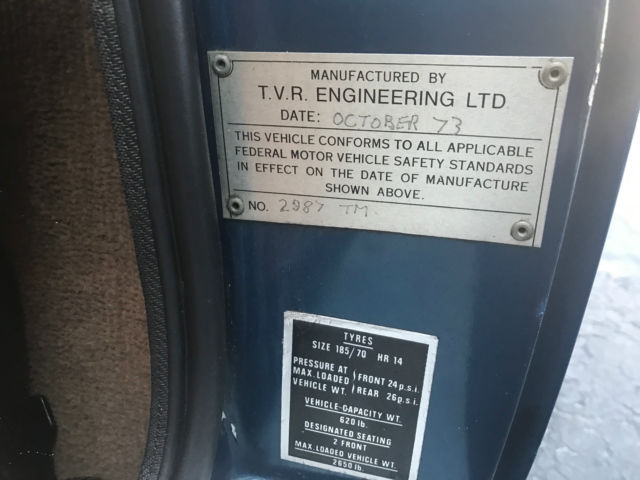 MANUFACTURED BY
T.V.R. ENGINEERING LTD
DATE: OCTOBER 73
THIS VEHICLE CONFORMS TO ALL APPLICABLE
FEDERAL MOTOR VEHICLE SAFETY STANDARDS
IN EFFECT ON THE DATE OF MANUFACTURE
SHOWN ABOVE.
NO. 2987 TM.
TYRES
SIZE 185/70 HR 14
PRESSURE AT FRONT 24 p.s.i.
MAX. LOADED
VEHICLE WT. REAR 26 p.s.i.
VEHICLE CAPACITY WT.
620 lb.
DESIGNATED SEATING
2 FRONT
MAX. LOADED VEHICLE WT.
2650 lb.